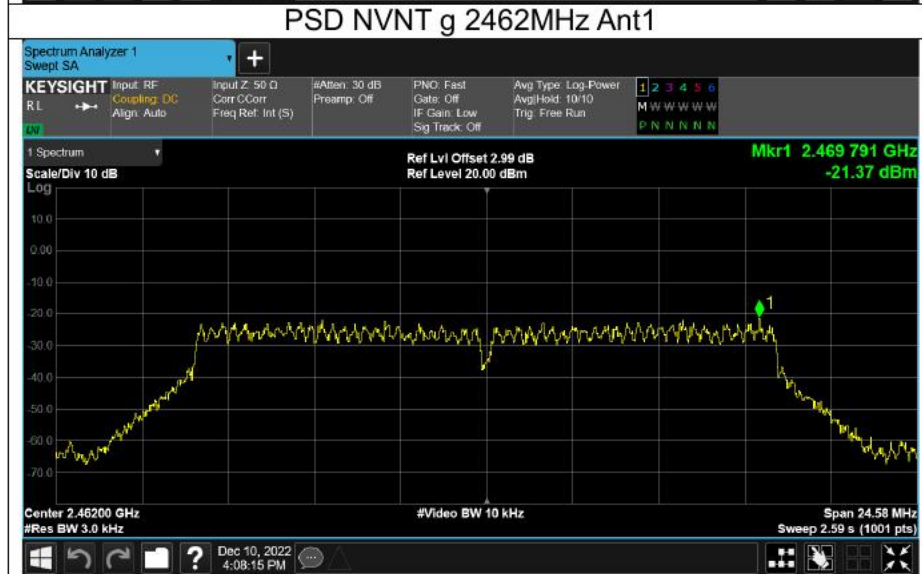 PSD NVNT g 2462MHz Ant1
Spectrum Analyzer 1
Swept SA
+
KEYSIGHT
RL
LXI
Input: RF
Coupling: DC
Align: Auto
Input Z: 50 Ω
Corr CCorr
Freq Ref: Int (S)
#Atten: 30 dB
Preamp: Off
PNO: Fast
Gate: Off
IF Gain: Low
Sig Track: Off
Avg Type: Log-Power
Avg|Hold: 10/10
Trig: Free Run
1 2 3 4 5 6
M W W W W W
P N N N N N
1 Spectrum
Scale/Div 10 dB
Ref Lvl Offset 2.99 dB
Ref Level 20.00 dBm
Mkr1 2.469 791 GHz
-21.37 dBm
Log
10.0
0.00
-10.0
-20.0
-30.0
-40.0
-50.0
-60.0
-70.0
1
Center 2.46200 GHz
#Res BW 3.0 kHz
#Video BW 10 kHz
Span 24.58 MHz
Sweep 2.59 s (1001 pts)
?
Dec 10, 2022
4:08:15 PM